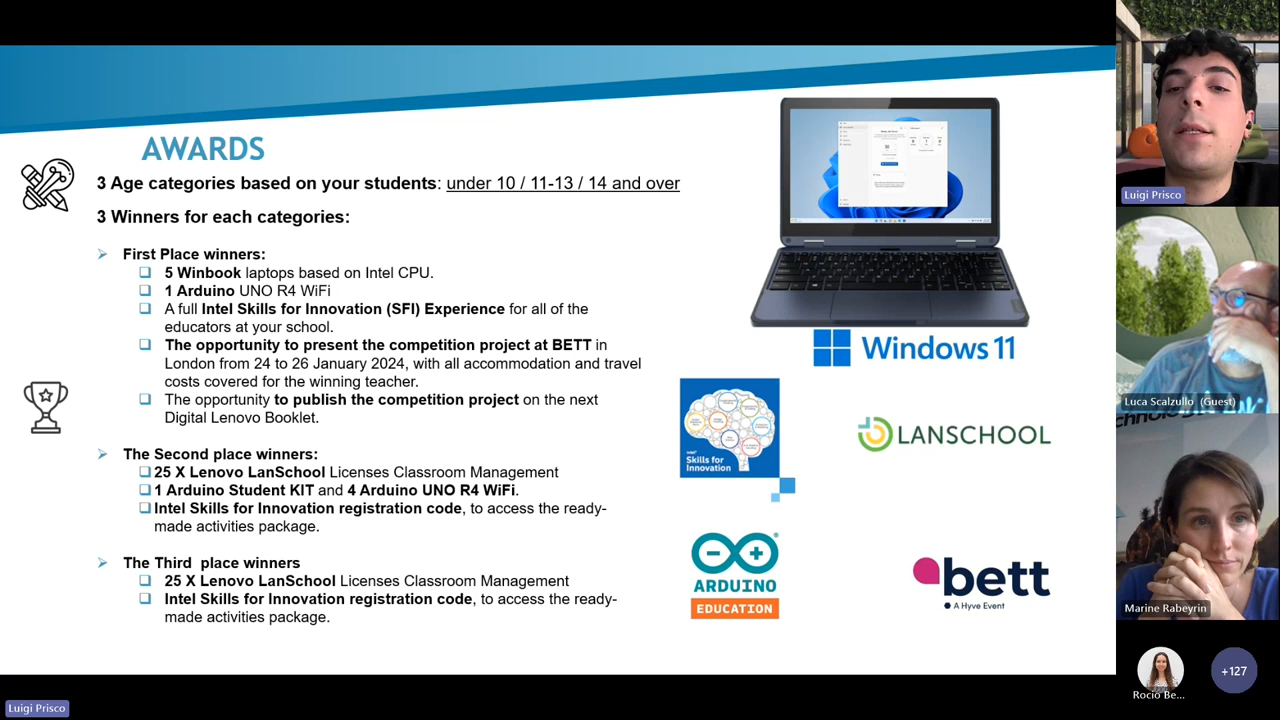 AWARDS
3 Age categories based on your students: under 10 / 11-13 / 14 and over
3 Winners for each categories:
First Place winners:
5 Winbook laptops based on Intel CPU.
1 Arduino UNO R4 WiFi
A full Intel Skills for Innovation (SFI) Experience for all of the
educators at your school.
The opportunity to present the competition project at BETT in
London from 24 to 26 January 2024, with all accommodation and travel
costs covered for the winning teacher.
The opportunity to publish the competition project on the next
Digital Lenovo Booklet.
The Second place winners:
25 X Lenovo LanSchool Licenses Classroom Management
1 Arduino Student KIT and 4 Arduino UNO R4 WiFi.
Intel Skills for Innovation registration code, to access the ready-
made activities package.
The Third place winners
25 X Lenovo LanSchool Licenses Classroom Management
Intel Skills for Innovation registration code, to access the ready-
made activities package.
Windows 11
intel
Skills for
Innovation
LANSCHOOL
ARDUINO
EDUCATION
bett
A Hyve Event
Luigi Prisco
Luca Scalzullo (Guest)
Marine Rabeyrin
Rocio Be...
+127
Luigi Prisco